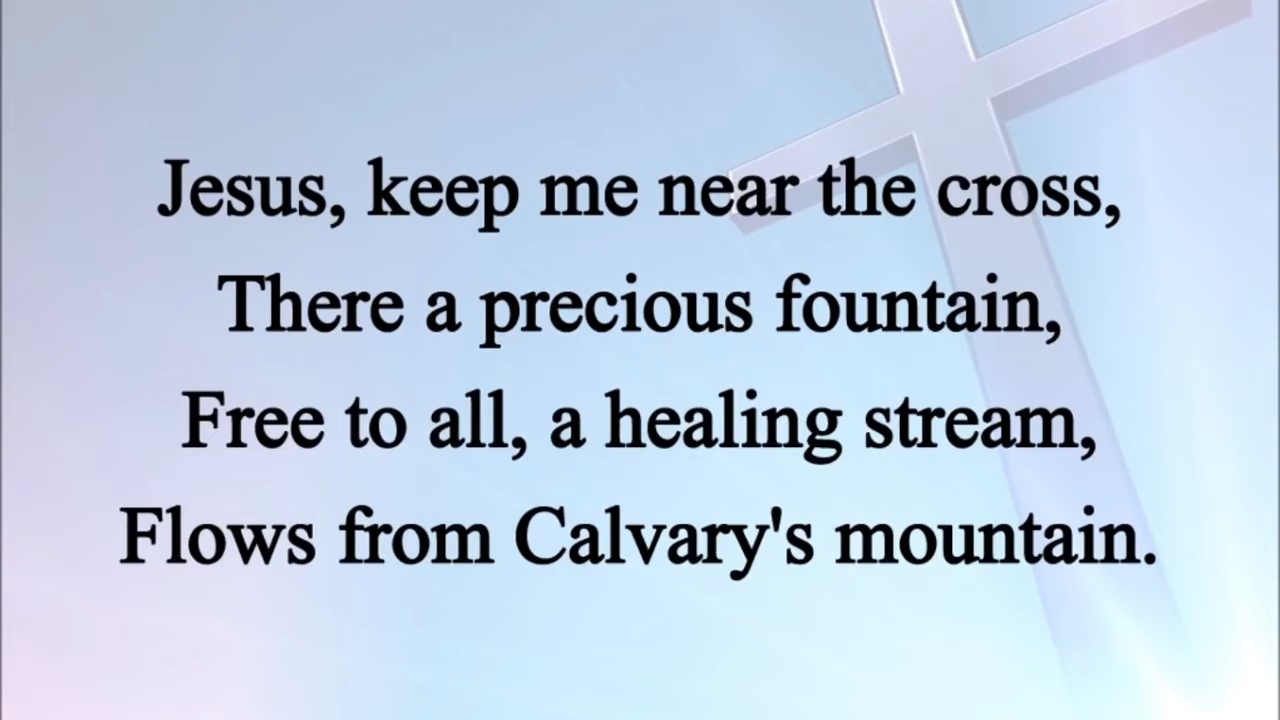 Jesus, keep me near the cross,
There a precious fountain,
Free to all, a healing stream,
Flows from Calvary's mountain.